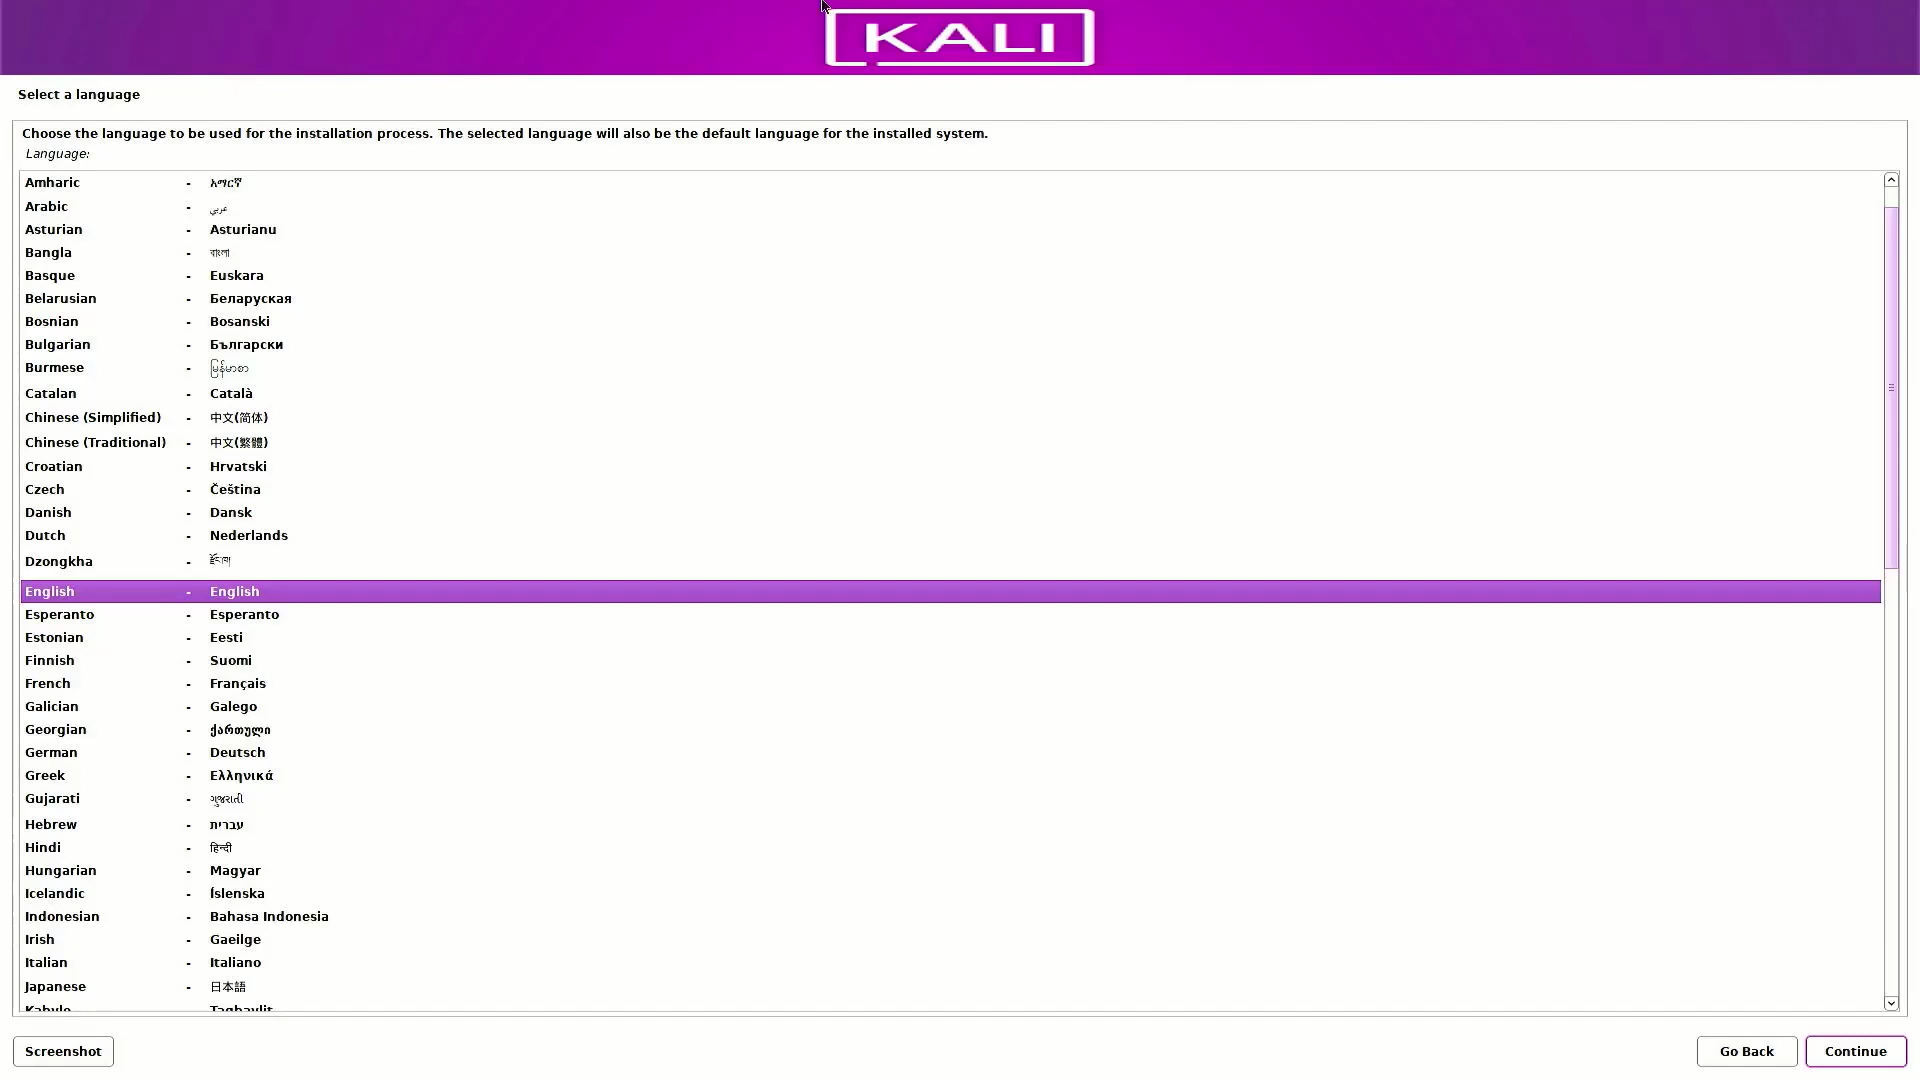 KALI
Select a language
Choose the language to be used for the installation process. The selected language will also be the default language for the installed system.
Language:
Amharic - አማርኛ
Arabic - عربي
Asturian - Asturianu
Bangla - বাংলা
Basque - Euskara
Belarusian - Беларуская
Bosnian - Bosanski
Bulgarian - Български
Burmese - မြန်မာစာ
Catalan - Català
Chinese (Simplified) - 中文(简体)
Chinese (Traditional) - 中文(繁體)
Croatian - Hrvatski
Czech - Čeština
Danish - Dansk
Dutch - Nederlands
Dzongkha - རྫོང་ཁ།
English - English
Esperanto - Esperanto
Estonian - Eesti
Finnish - Suomi
French - Français
Galician - Galego
Georgian - ქართული
German - Deutsch
Greek - Ελληνικά
Gujarati - ગુજરાતી
Hebrew - עברית
Hindi - हिन्दी
Hungarian - Magyar
Icelandic - Íslenska
Indonesian - Bahasa Indonesia
Irish - Gaeilge
Italian - Italiano
Japanese - 日本語
Kabyle - Taqbaylit
Screenshot
Go Back
Continue